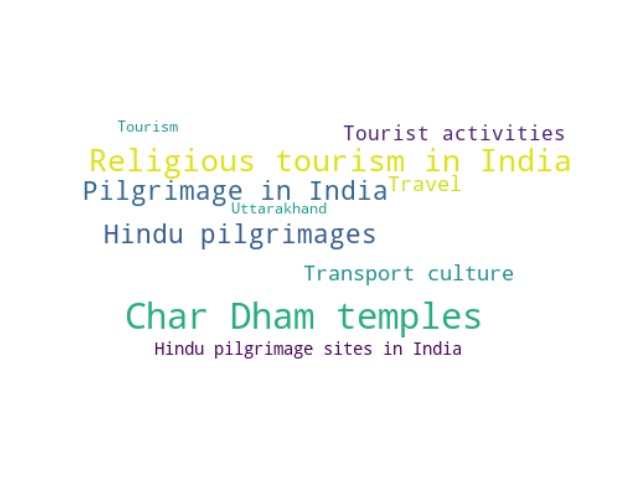 Tourism
Tourist activities
Religious tourism in India
Pilgrimage in India
Travel
Uttarakhand
Hindu pilgrimages
Transport culture
Char Dham temples
Hindu pilgrimage sites in India